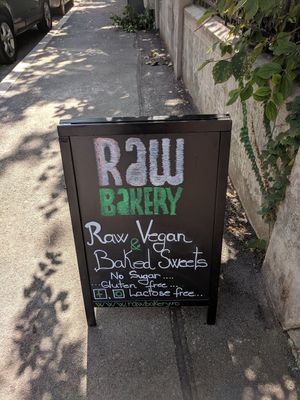 RAW
BAKERY
Raw Vegan
&
Baked Sweets
No Sugar....
Gluten free...
Lactose free...